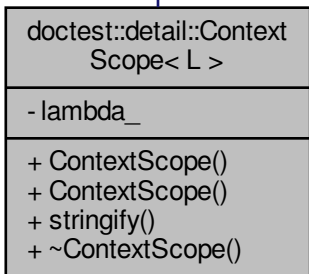 doctest::detail::Context
Scope< L >
- lambda_
+ ContextScope()
+ ContextScope()
+ stringify()
+ ~ContextScope()